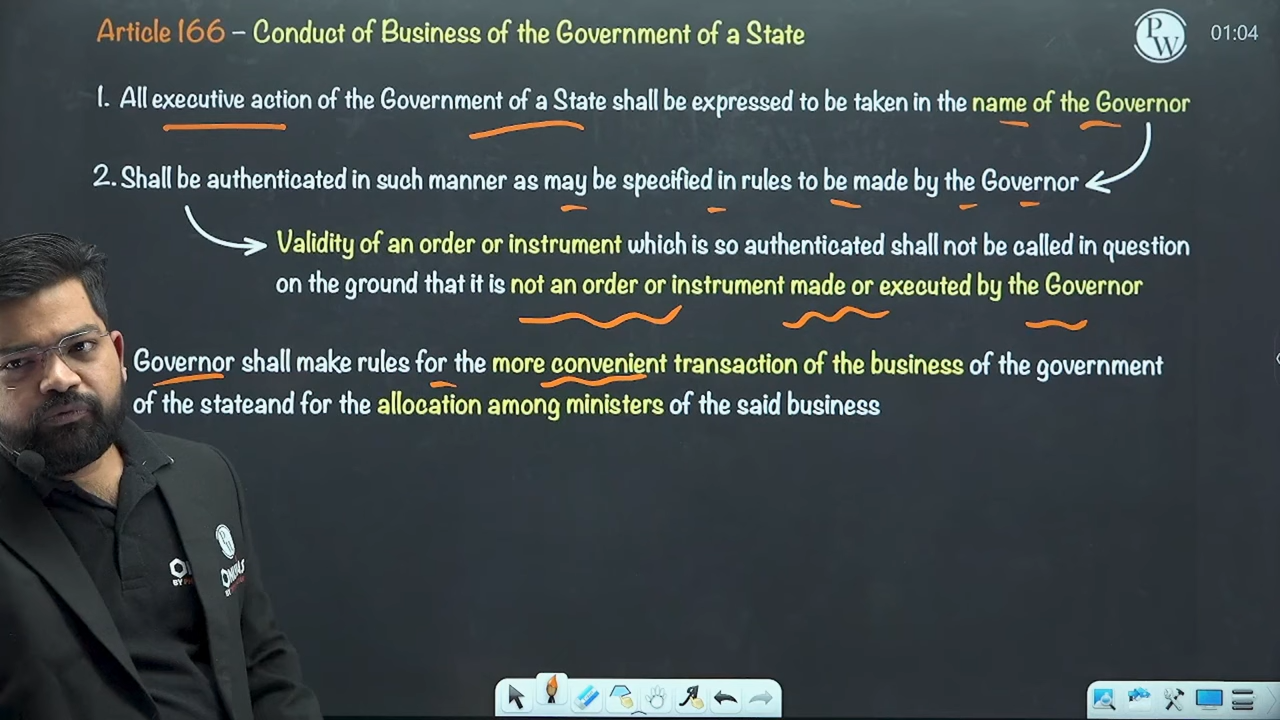 Article 166 – Conduct of Business of the Government of a State
PW
01:04
1. All executive action of the Government of a State shall be expressed to be taken in the name of the Governor
2. Shall be authenticated in such manner as may be specified in rules to be made by the Governor
Validity of an order or instrument which is so authenticated shall not be called in question
on the ground that it is not an order or instrument made or executed by the Governor
Governor shall make rules for the more convenient transaction of the business of the government
of the stateand for the allocation among ministers of the said business
PW